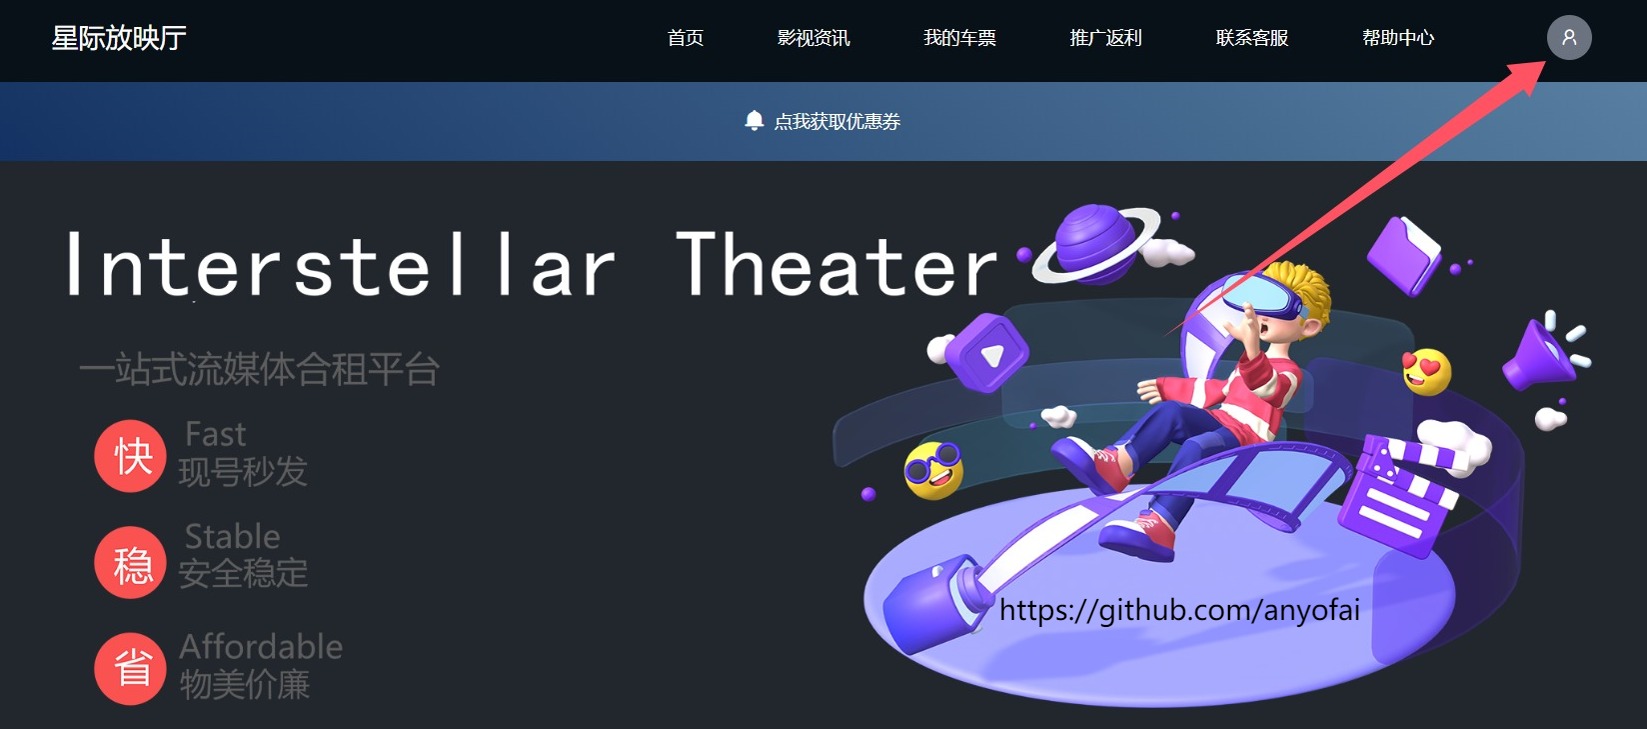 星际放映厅 首页 影视资讯 我的车票 推广返利 联系客服 帮助中心
点我获取优惠券
Interstellar Theater
一站式流媒体合租平台
快 Fast
现号秒发
稳 Stable
安全稳定
省 Affordable
物美价廉
https://github.com/anyofai